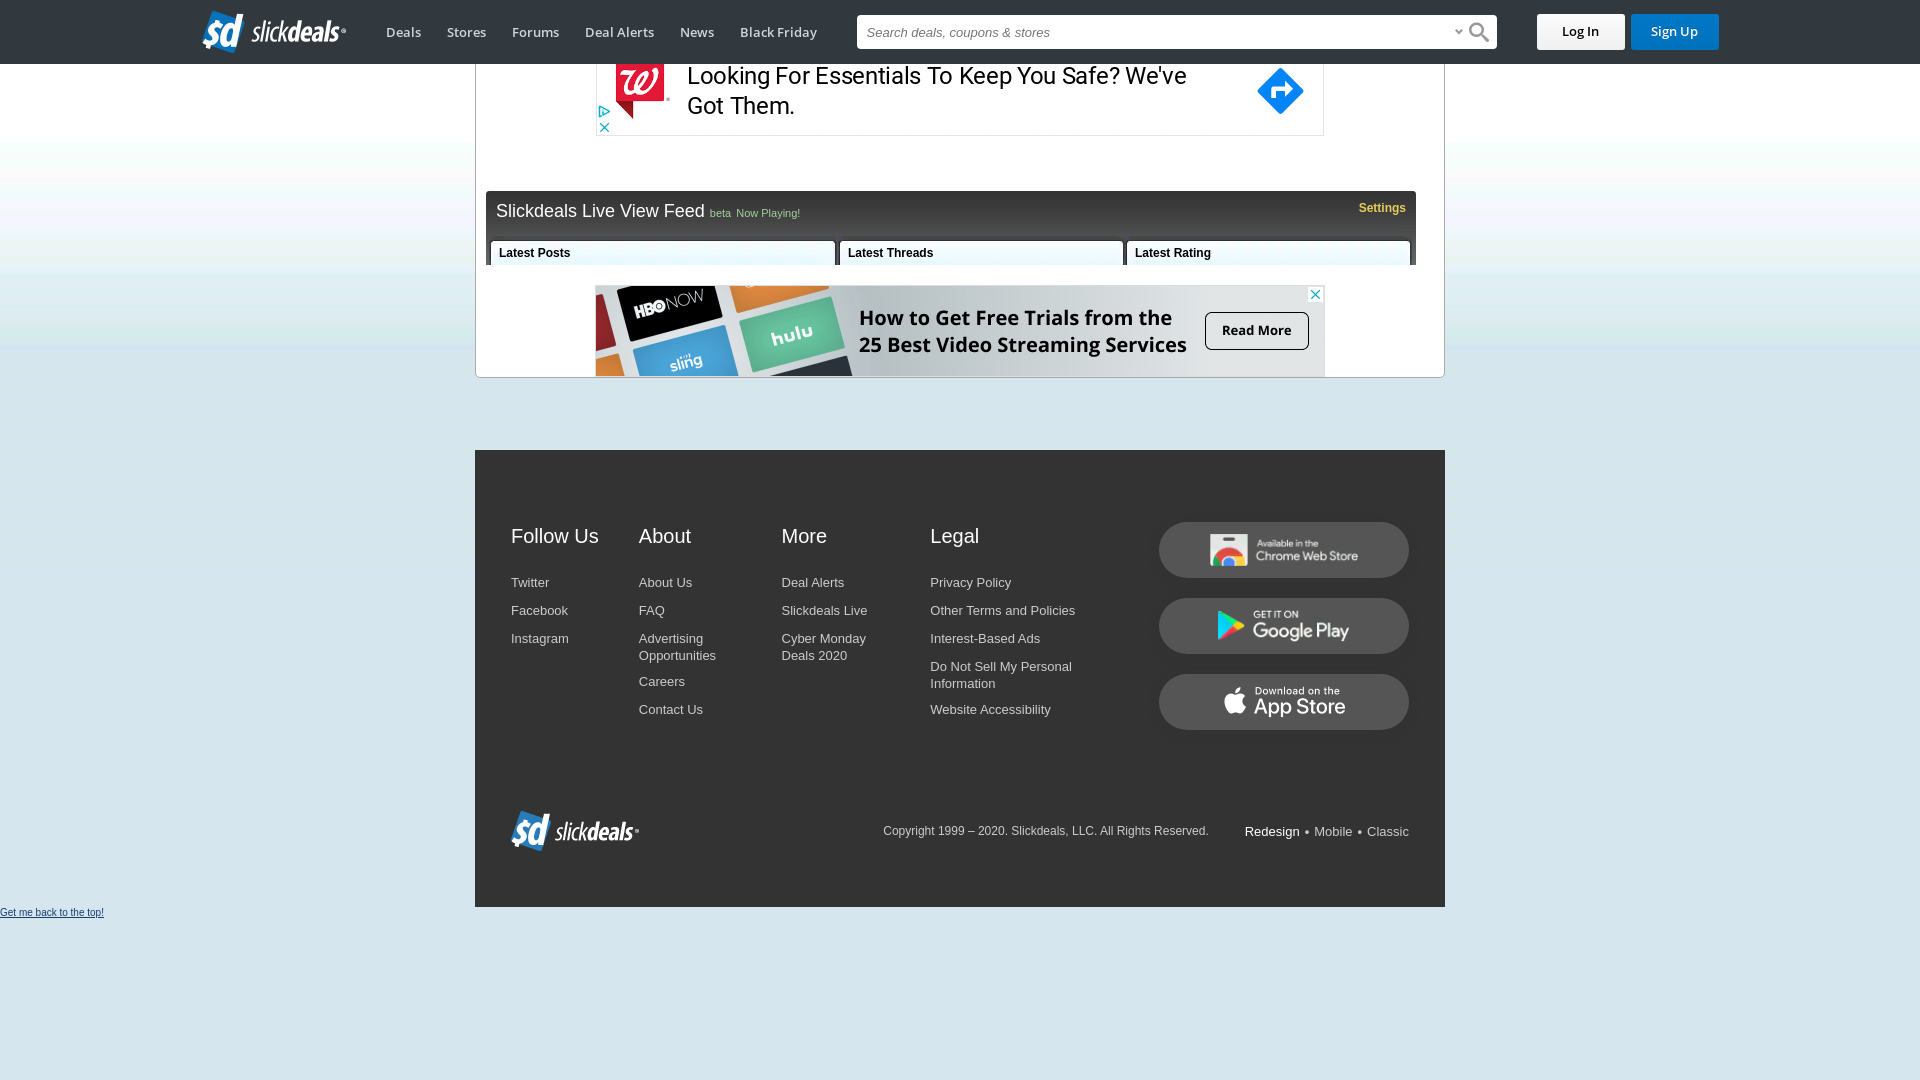 slickdeals
Deals
Stores
Forums
Deal Alerts
News
Black Friday
Search deals, coupons & stores
Log In
Sign Up
Looking For Essentials To Keep You Safe? We've
Got Them.
Slickdeals Live View Feed beta Now Playing!
Settings
Latest Posts
Latest Threads
Latest Rating
HBO NOW
hulu
sling
How to Get Free Trials from the
25 Best Video Streaming Services
Read More
Follow Us
Twitter
Facebook
Instagram
About
About Us
FAQ
Advertising
Opportunities
Careers
Contact Us
More
Deal Alerts
Slickdeals Live
Cyber Monday
Deals 2020
Legal
Privacy Policy
Other Terms and Policies
Interest-Based Ads
Do Not Sell My Personal
Information
Website Accessibility
Available in the
Chrome Web Store
GET IT ON
Google Play
Download on the
App Store
slickdeals
Copyright 1999 – 2020. Slickdeals, LLC. All Rights Reserved.
Redesign • Mobile • Classic
Get me back to the top!